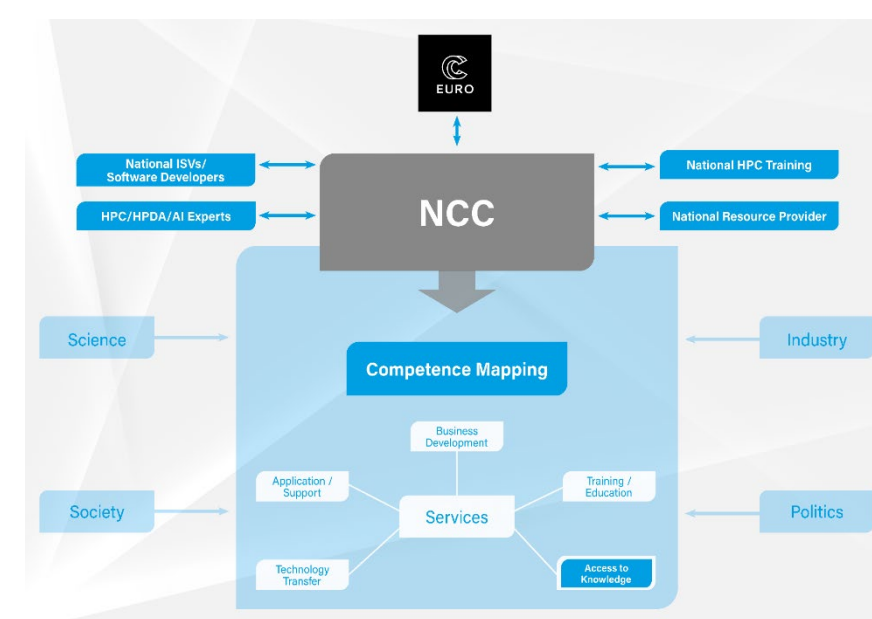 EURO
National ISVs/
Software Developers
National HPC Training
NCC
HPC/HPDA/AI Experts
National Resource Provider
Science
Industry
Competence Mapping
Business
Development
Application /
Support
Training /
Education
Society
Services
Politics
Technology
Transfer
Access to
Knowledge